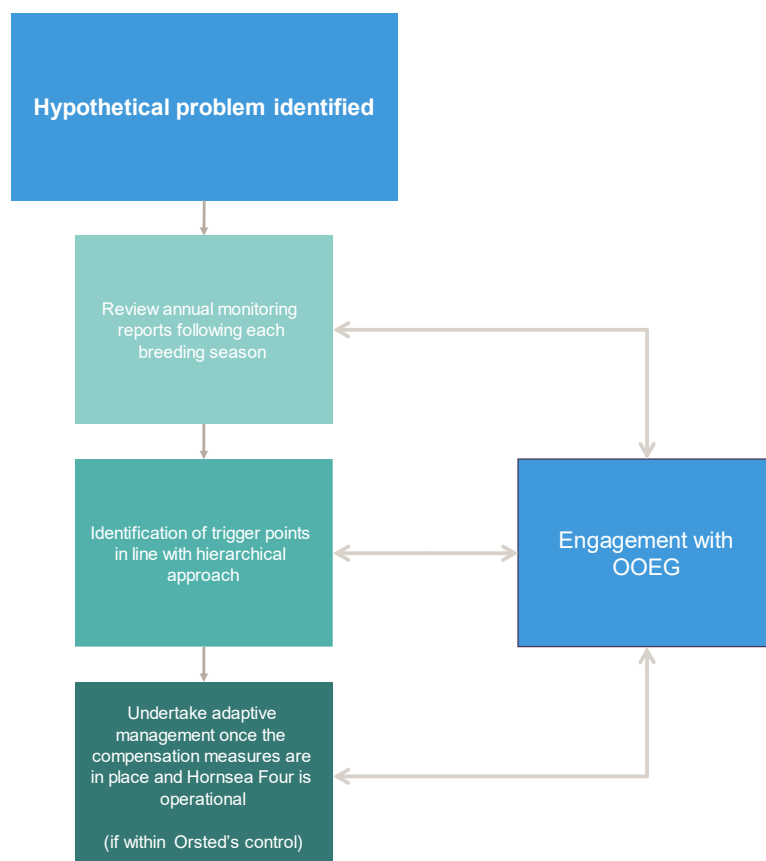 Hypothetical problem identified
Review annual monitoring
reports following each
breeding season
Identification of trigger points
in line with hierarchical
approach
Engagement with
OOEG
Undertake adaptive
management once the
compensation measures are
in place and Hornsea Four is
operational
(if within Orsted's control)